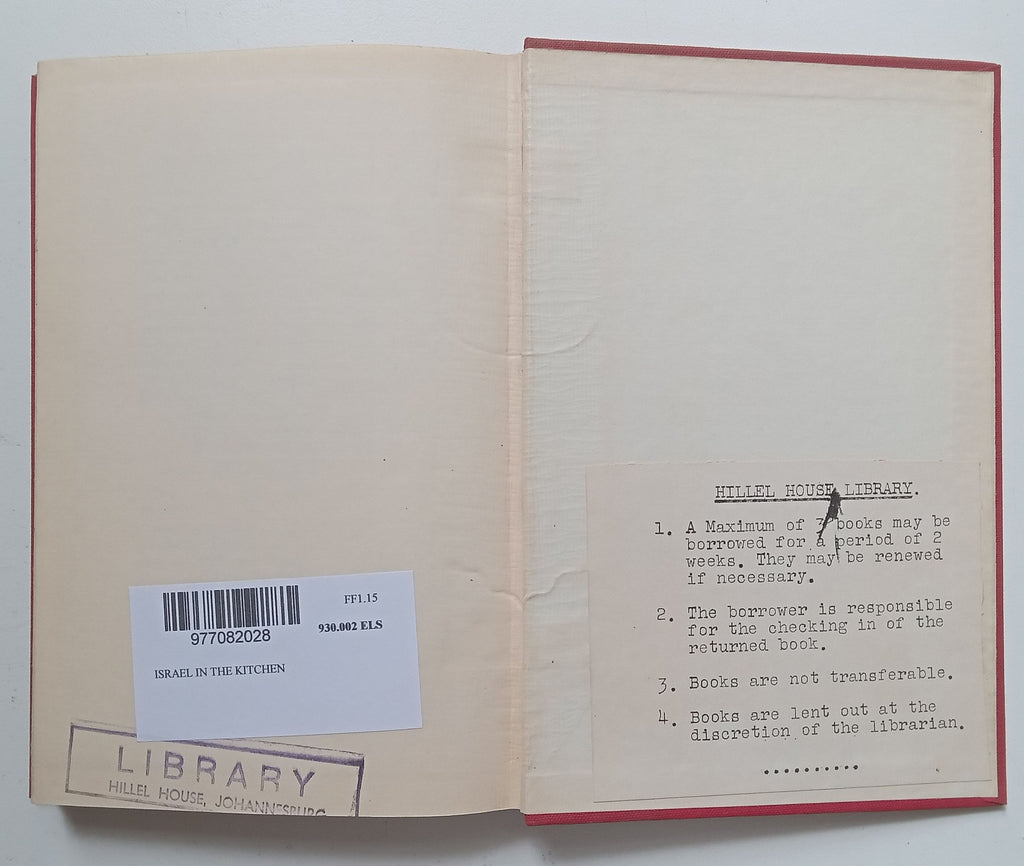 977082028
FF1.15
930.002 ELS
ISRAEL IN THE KITCHEN
LIBRARY
HILLEL HOUSE, JOHANNESBURG
HILLEL HOUSE LIBRARY.
1. A Maximum of books may be
borrowed for a period of 2
weeks. They may be renewed
if necessary.
2. The borrower is responsible
for the checking in of the
returned book.
3. Books are not transferable.
4. Books are lent out at the
discretion of the librarian.
..........